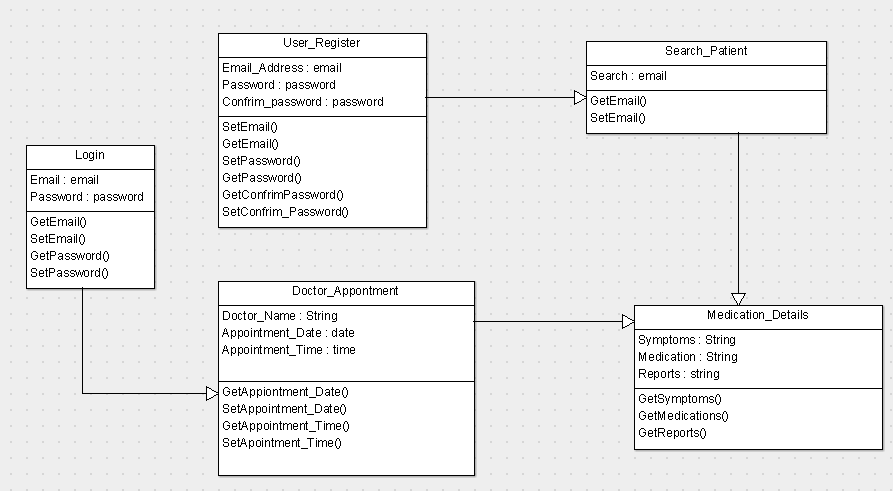 User_Register
Email_Address : email
Password : password
Confrim_password : password
SetEmail()
GetEmail()
SetPassword()
GetPassword()
GetConfrimPassword()
SetConfrim_Password()
Search_Patient
Search : email
GetEmail()
SetEmail()
Login
Email : email
Password : password
GetEmail()
SetEmail()
GetPassword()
SetPassword()
Doctor_Appontment
Doctor_Name : String
Appointment_Date : date
Appointment_Time : time
GetAppiontment_Date()
SetAppointment_Date()
GetAppointment_Time()
SetApointment_Time()
Medication_Details
Symptoms : String
Medication : String
Reports : string
GetSymptoms()
GetMedications()
GetReports()